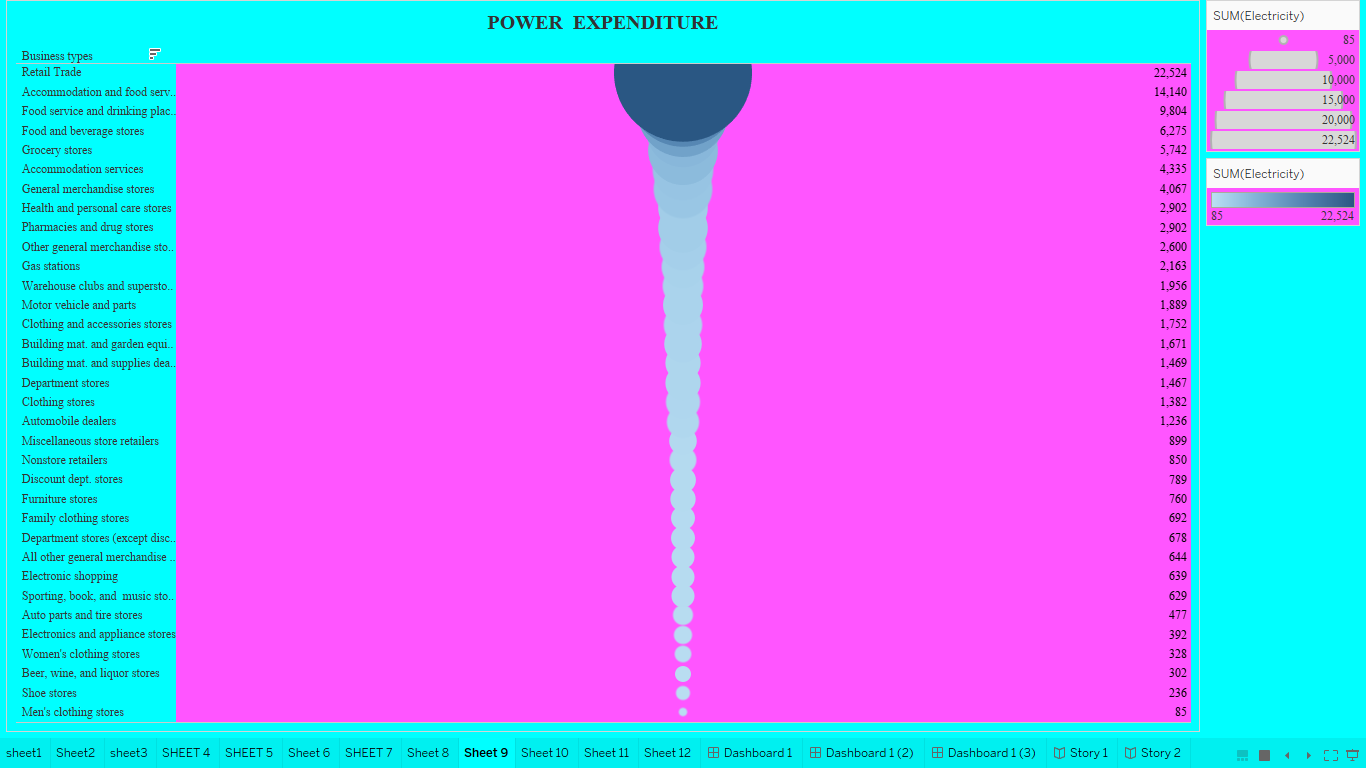 POWER EXPENDITURE
Business types
Retail Trade 22,524
Accommodation and food serv.. 14,140
Food service and drinking plac.. 9,804
Food and beverage stores 6,275
Grocery stores 5,742
Accommodation services 4,335
General merchandise stores 4,067
Health and personal care stores 2,902
Pharmacies and drug stores 2,902
Other general merchandise sto.. 2,600
Gas stations 2,163
Warehouse clubs and supersto.. 1,956
Motor vehicle and parts 1,889
Clothing and accessories stores 1,752
Building mat. and garden equi.. 1,671
Building mat. and supplies dea.. 1,469
Department stores 1,467
Clothing stores 1,382
Automobile dealers 1,236
Miscellaneous store retailers 899
Nonstore retailers 850
Discount dept. stores 789
Furniture stores 760
Family clothing stores 692
Department stores (except disc.. 678
All other general merchandise .. 644
Electronic shopping 639
Sporting, book, and music sto.. 629
Auto parts and tire stores 477
Electronics and appliance stores 392
Women's clothing stores 328
Beer, wine, and liquor stores 302
Shoe stores 236
Men's clothing stores 85
SUM(Electricity)
85
5,000
10,000
15,000
20,000
22,524
SUM(Electricity)
85 22,524
sheet1 Sheet2 sheet3 SHEET 4 SHEET 5 Sheet 6 SHEET 7 Sheet 8 Sheet 9 Sheet 10 Sheet 11 Sheet 12 Dashboard 1 Dashboard 1 (2) Dashboard 1 (3) Story 1 Story 2